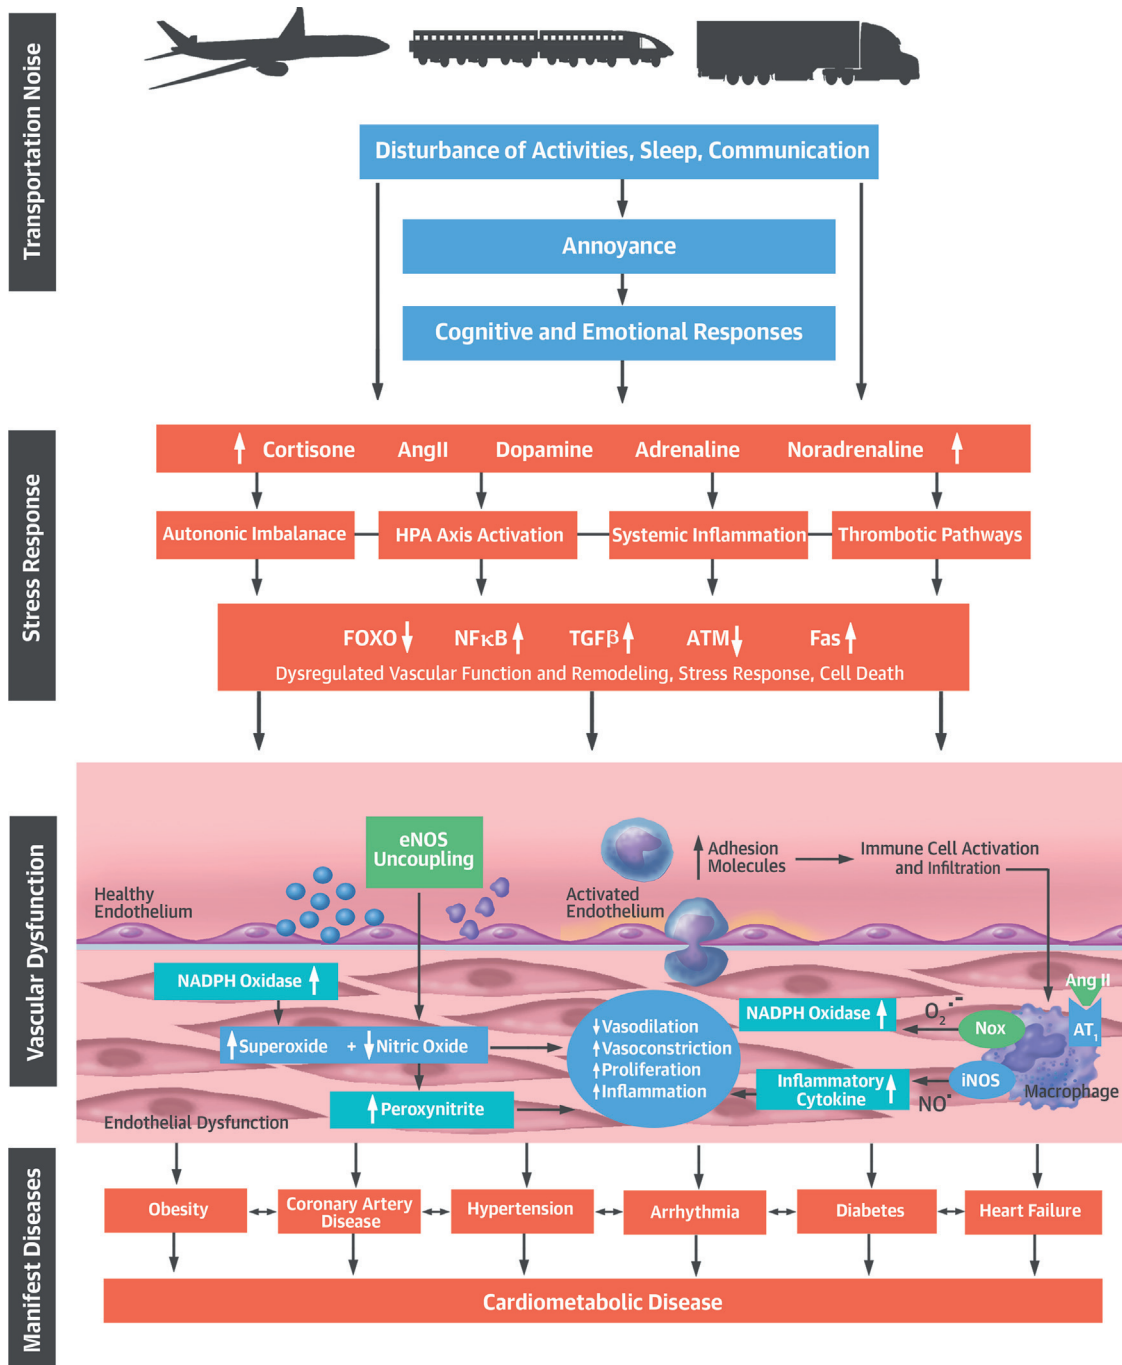 Transportation Noise
Disturbance of Activities, Sleep, Communication
Annoyance
Cognitive and Emotional Responses
Stress Response
Cortisone AngII Dopamine Adrenaline Noradrenaline
Autononic Imbalanace
HPA Axis Activation
Systemic Inflammation
Thrombotic Pathways
FOXO NFκB TGFβ ATM Fas
Dysregulated Vascular Function and Remodeling, Stress Response, Cell Death
Vascular Dysfunction
eNOS
Uncoupling
Healthy
Endothelium
Activated
Endothelium
Adhesion
Molecules
Immune Cell Activation
and Infiltration
NADPH Oxidase
Superoxide + Nitric Oxide
Peroxynitrite
Endothelial Dysfunction
Vasodilation
Vasoconstriction
Proliferation
Inflammation
NADPH Oxidase
O₂•−
Nox
Ang II
AT₁
Inflammatory
Cytokine
NO•
iNOS
Macrophage
Manifest Diseases
Obesity
Coronary Artery
Disease
Hypertension
Arrhythmia
Diabetes
Heart Failure
Cardiometabolic Disease